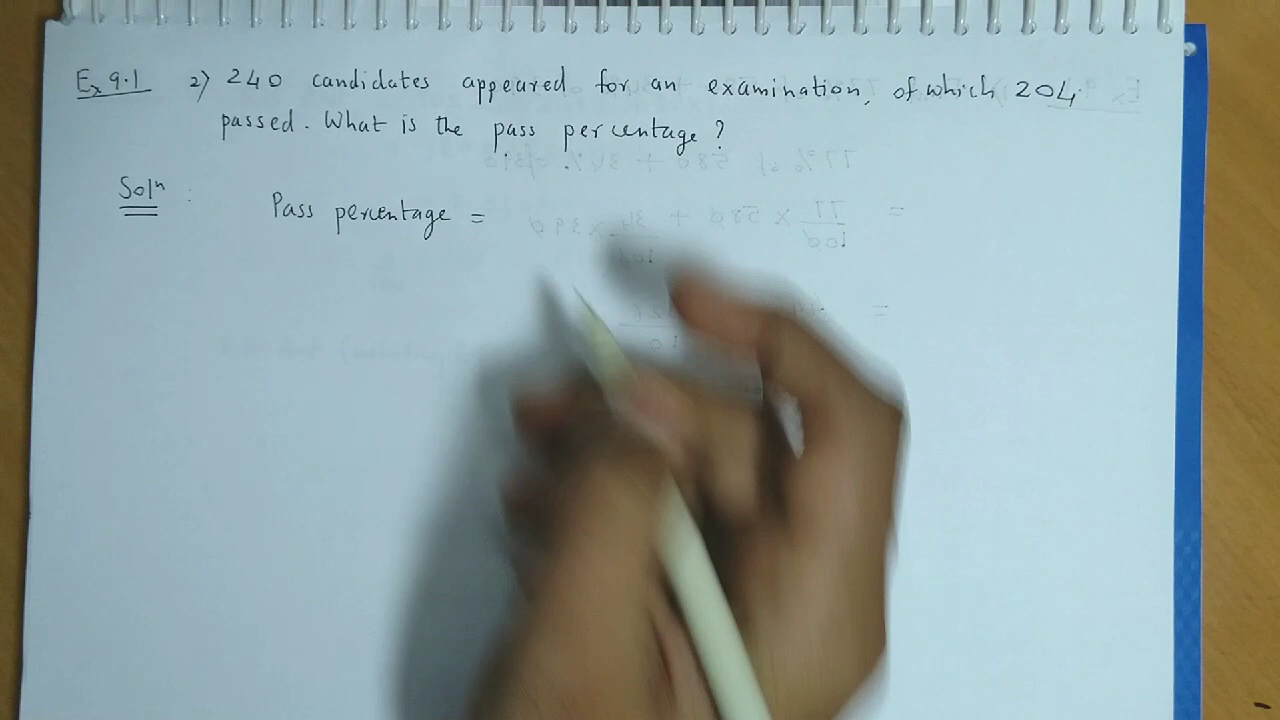 Ex 9.1 2) 240 candidates appeared for an examination, of which 204
passed. What is the pass percentage?
Solⁿ : Pass percentage =